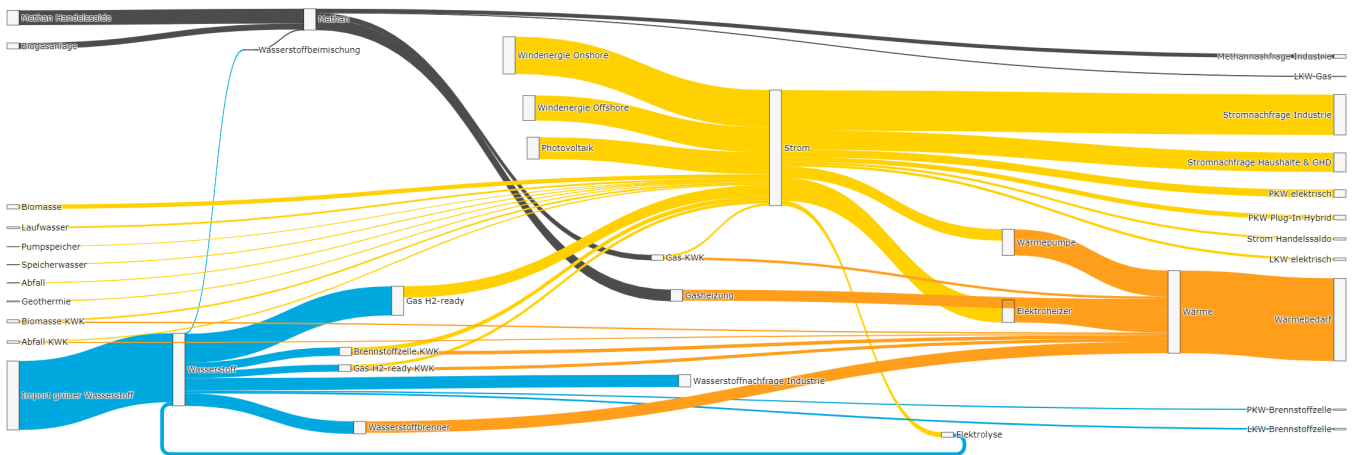 Methan Handelssaldo
Methan
Biogasanlage
Wasserstoffbeimischung
Windenergie Onshore
Methannachfrage Industrie
LKW-Gas
Windenergie Offshore
Stromnachfrage Industrie
Photovoltaik
Strom
Stromnachfrage Haushalte & GHD
PKW elektrisch
Biomasse
PKW Plug-In Hybrid
Laufwasser
Strom Handelssaldo
Wärmepumpe
Pumpspeicher
Gas KWK
LKW elektrisch
Speicherwasser
Abfall
Gasheizung
Geothermie
Gas H2-ready
Elektroheizer
Wärme
Wärmebedarf
Biomasse KWK
Abfall KWK
Brennstoffzelle KWK
Wasserstoff
Gas H2-ready KWK
Wasserstoffnachfrage Industrie
Import grüner Wasserstoff
PKW-Brennstoffzelle
Wasserstoffbrenner
LKW-Brennstoffzelle
Elektrolyse